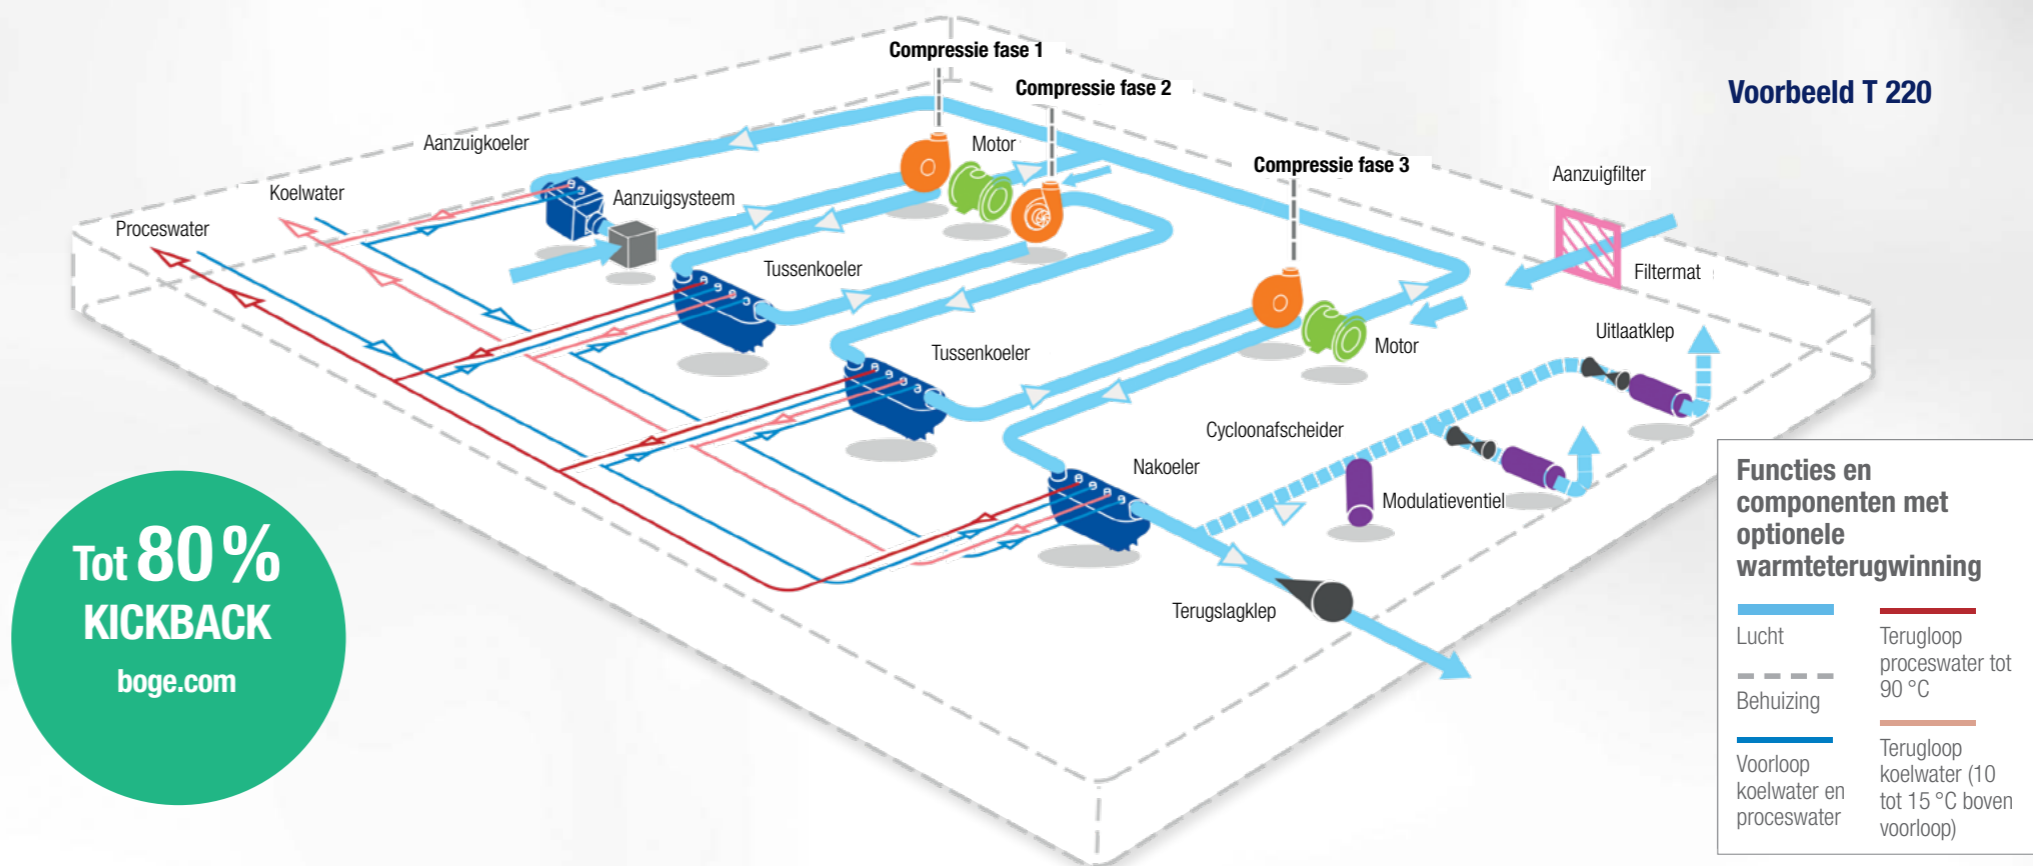 Compressie fase 1
Compressie fase 2
Voorbeeld T 220
Aanzuigkoeler
Motor
Compressie fase 3
Aanzuigfilter
Koelwater
Aanzuigsysteem
Proceswater
Tussenkoeler
Filtermat
Uitlaatklep
Tussenkoeler
Motor
Cycloonafscheider
Nakoeler
Modulatieventiel
Terugslagklep
Tot 80 %
KICKBACK
boge.com
Functies en
componenten met
optionele
warmteterugwinning
Lucht
Behuizing
Voorloop
koelwater en
proceswater
Terugloop
proceswater tot
90 °C
Terugloop
koelwater (10
tot 15 °C boven
voorloop)